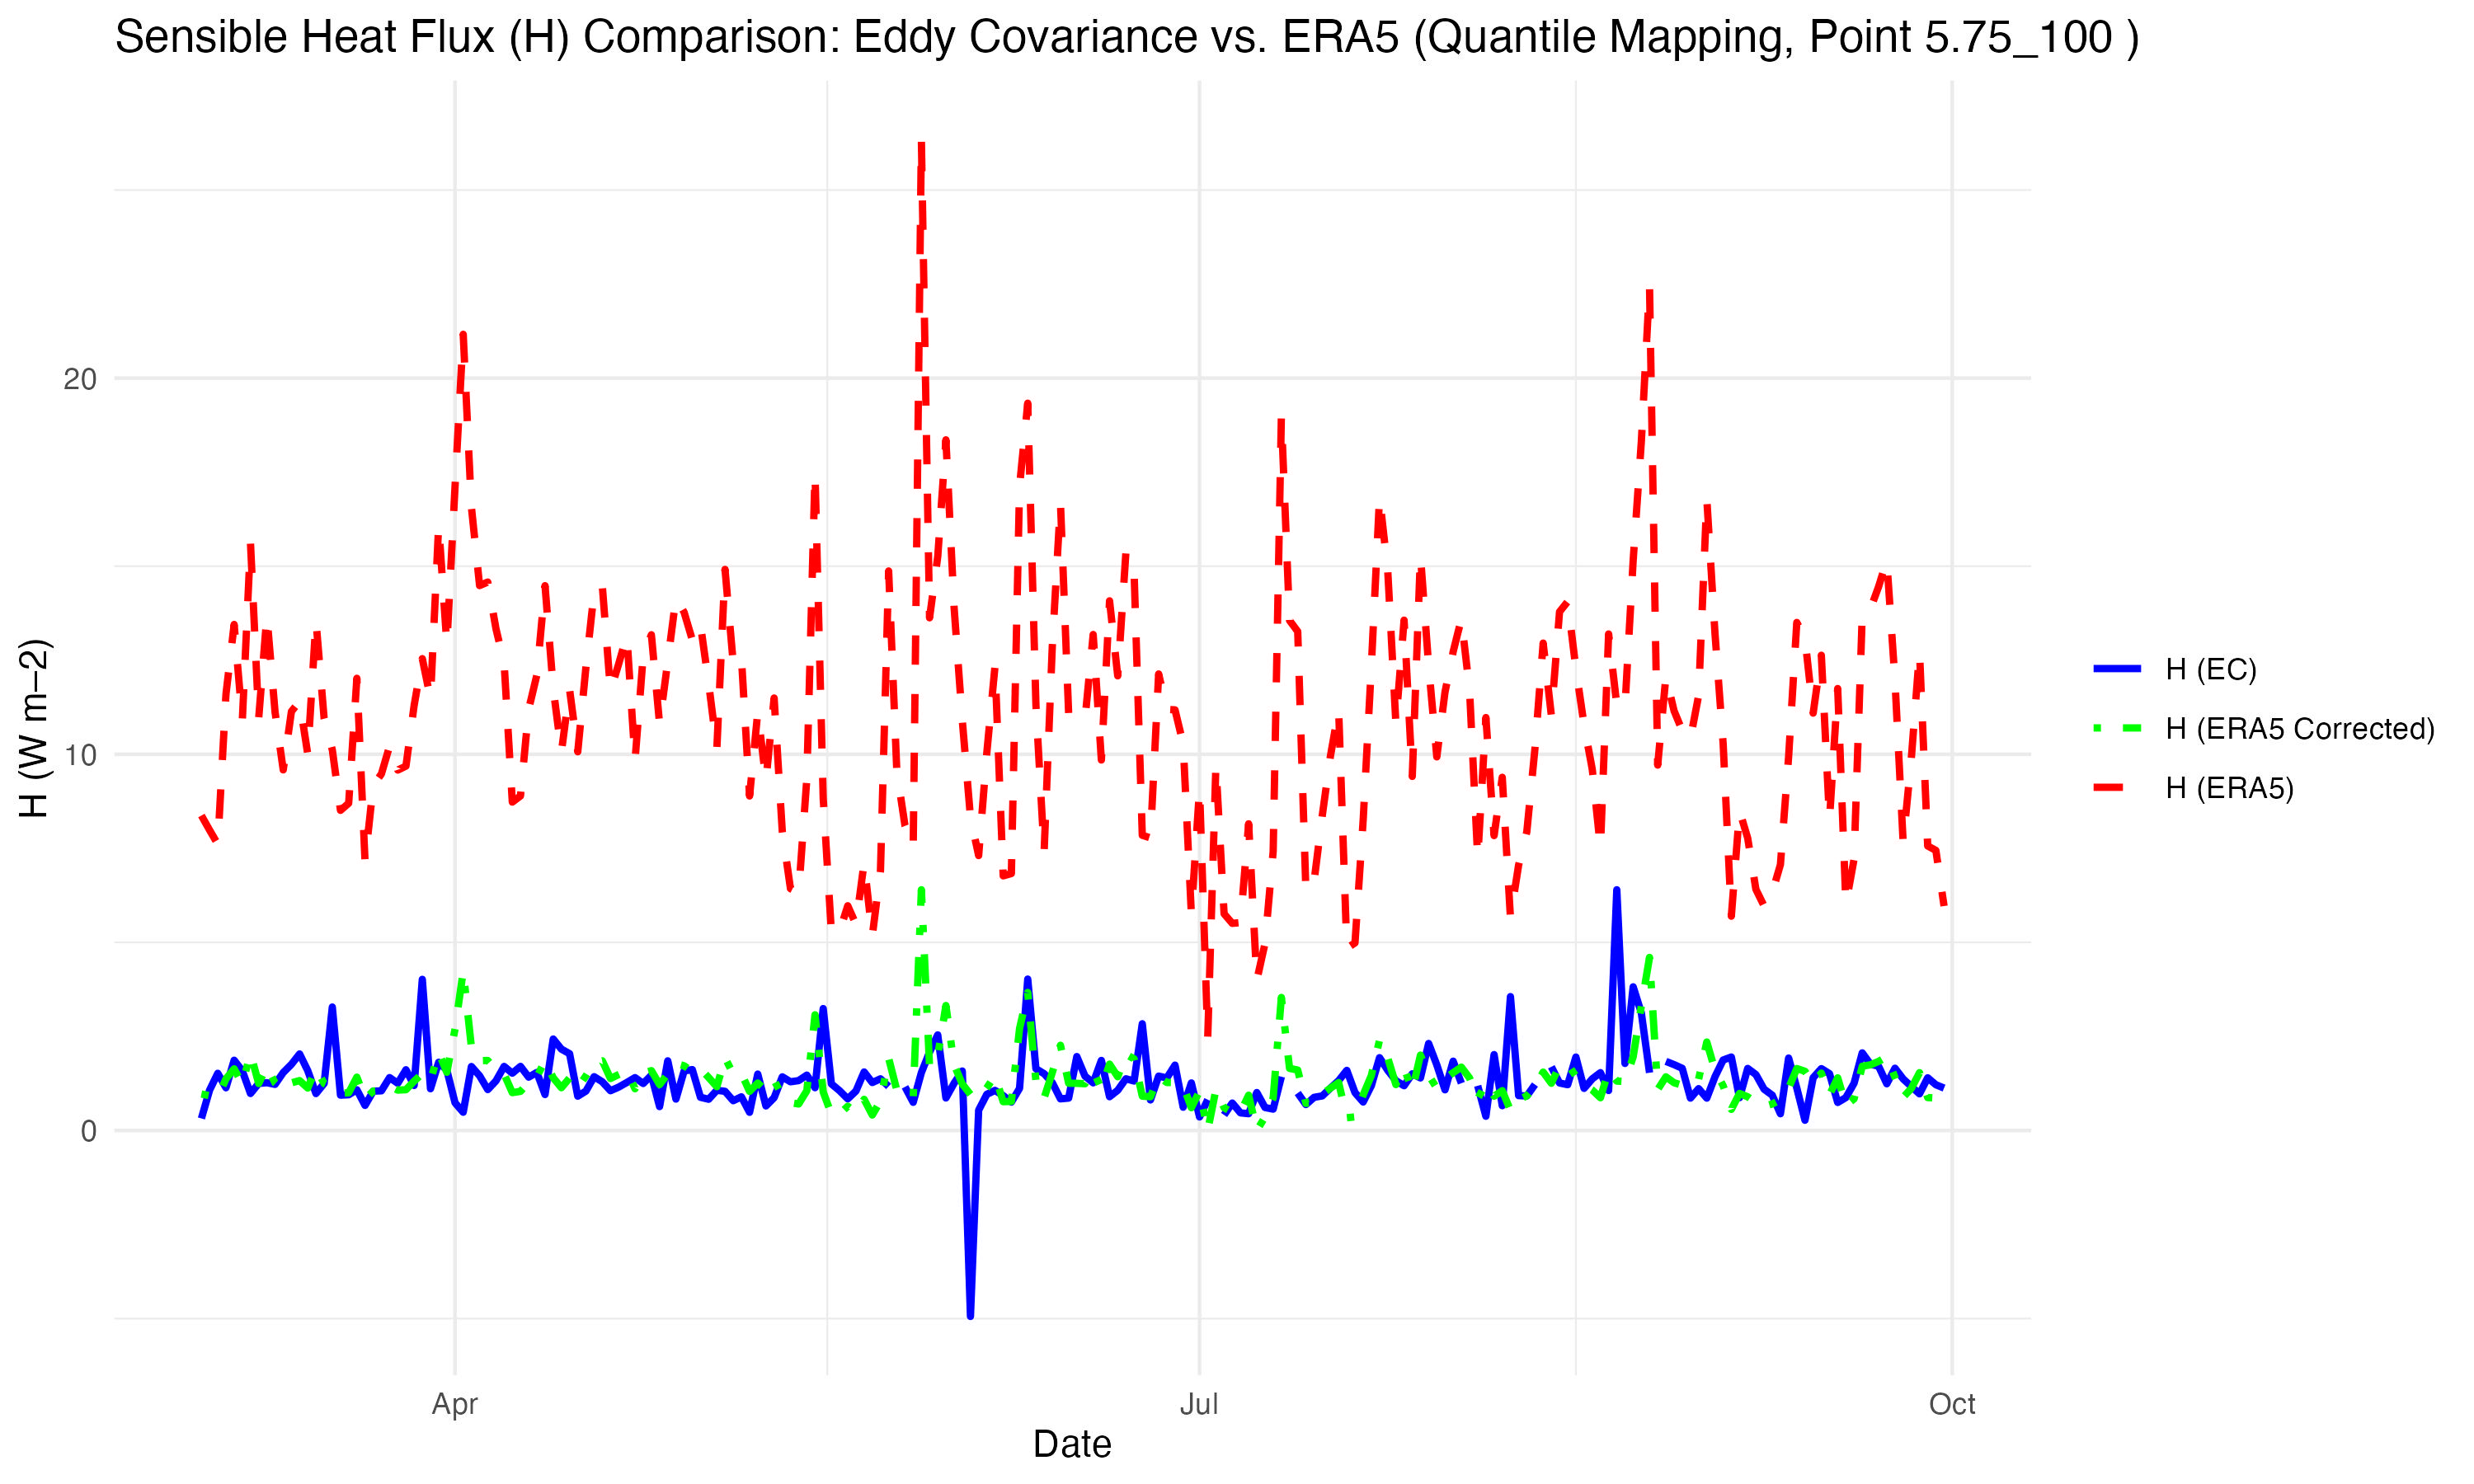 Sensible Heat Flux (H) Comparison: Eddy Covariance vs. ERA5 (Quantile Mapping, Point 5.75_100 )
H (W m−2)
20
10
0
Apr
Jul
Oct
Date
H (EC)
H (ERA5 Corrected)
H (ERA5)